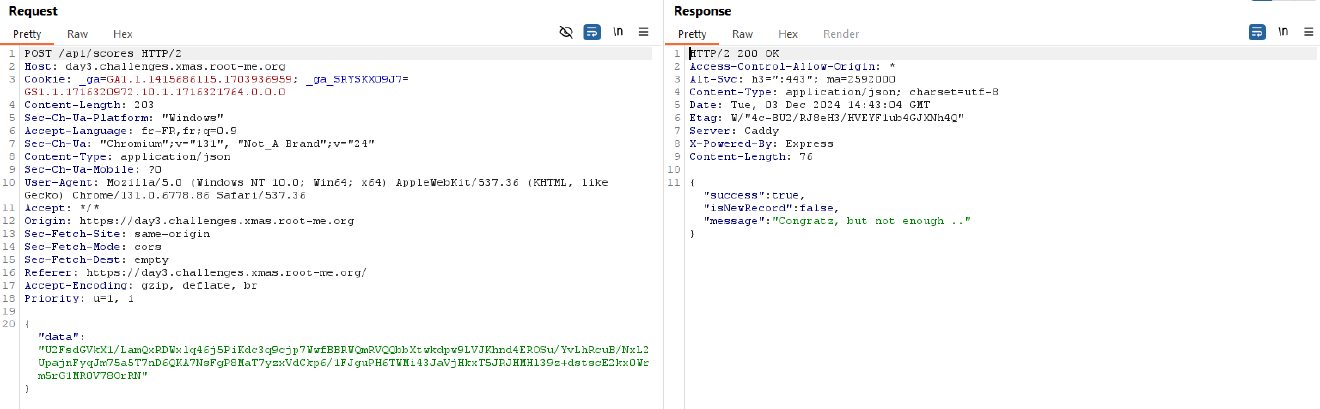 Request
Pretty Raw Hex
\n
1 POST /api/scores HTTP/2
2 Host: day3.challenges.xmas.root-me.org
3 Cookie: _ga=GA1.1.1415686115.1703936959; _ga_SRYSKX09J7=
GS1.1.1716320972.10.1.1716321764.0.0.0
4 Content-Length: 203
5 Sec-Ch-Ua-Platform: "Windows"
6 Accept-Language: fr-FR,fr;q=0.9
7 Sec-Ch-Ua: "Chromium";v="131", "Not_A Brand";v="24"
8 Content-Type: application/json
9 Sec-Ch-Ua-Mobile: ?0
10 User-Agent: Mozilla/5.0 (Windows NT 10.0; Win64; x64) AppleWebKit/537.36 (KHTML, like
Gecko) Chrome/131.0.6778.86 Safari/537.36
11 Accept: */*
12 Origin: https://day3.challenges.xmas.root-me.org
13 Sec-Fetch-Site: same-origin
14 Sec-Fetch-Mode: cors
15 Sec-Fetch-Dest: empty
16 Referer: https://day3.challenges.xmas.root-me.org/
17 Accept-Encoding: gzip, deflate, br
18 Priority: u=1, i
19
20 {
"data":
}
Response
Pretty Raw Hex Render
\n
1 HTTP/2 200 OK
2 Access-Control-Allow-Origin: *
3 Alt-Svc: h3=":443"; ma=2592000
4 Content-Type: application/json; charset=utf-8
5 Date: Tue, 03 Dec 2024 14:43:04 GMT
6 Etag: W/"4c-BU2/RJ8eH3/HVEYF1ub4GJXNh4Q"
7 Server: Caddy
8 X-Powered-By: Express
9 Content-Length: 76
10
11 {
"success":true,
"isNewRecord":false,
"message":"Congratz, but not enough .."
}